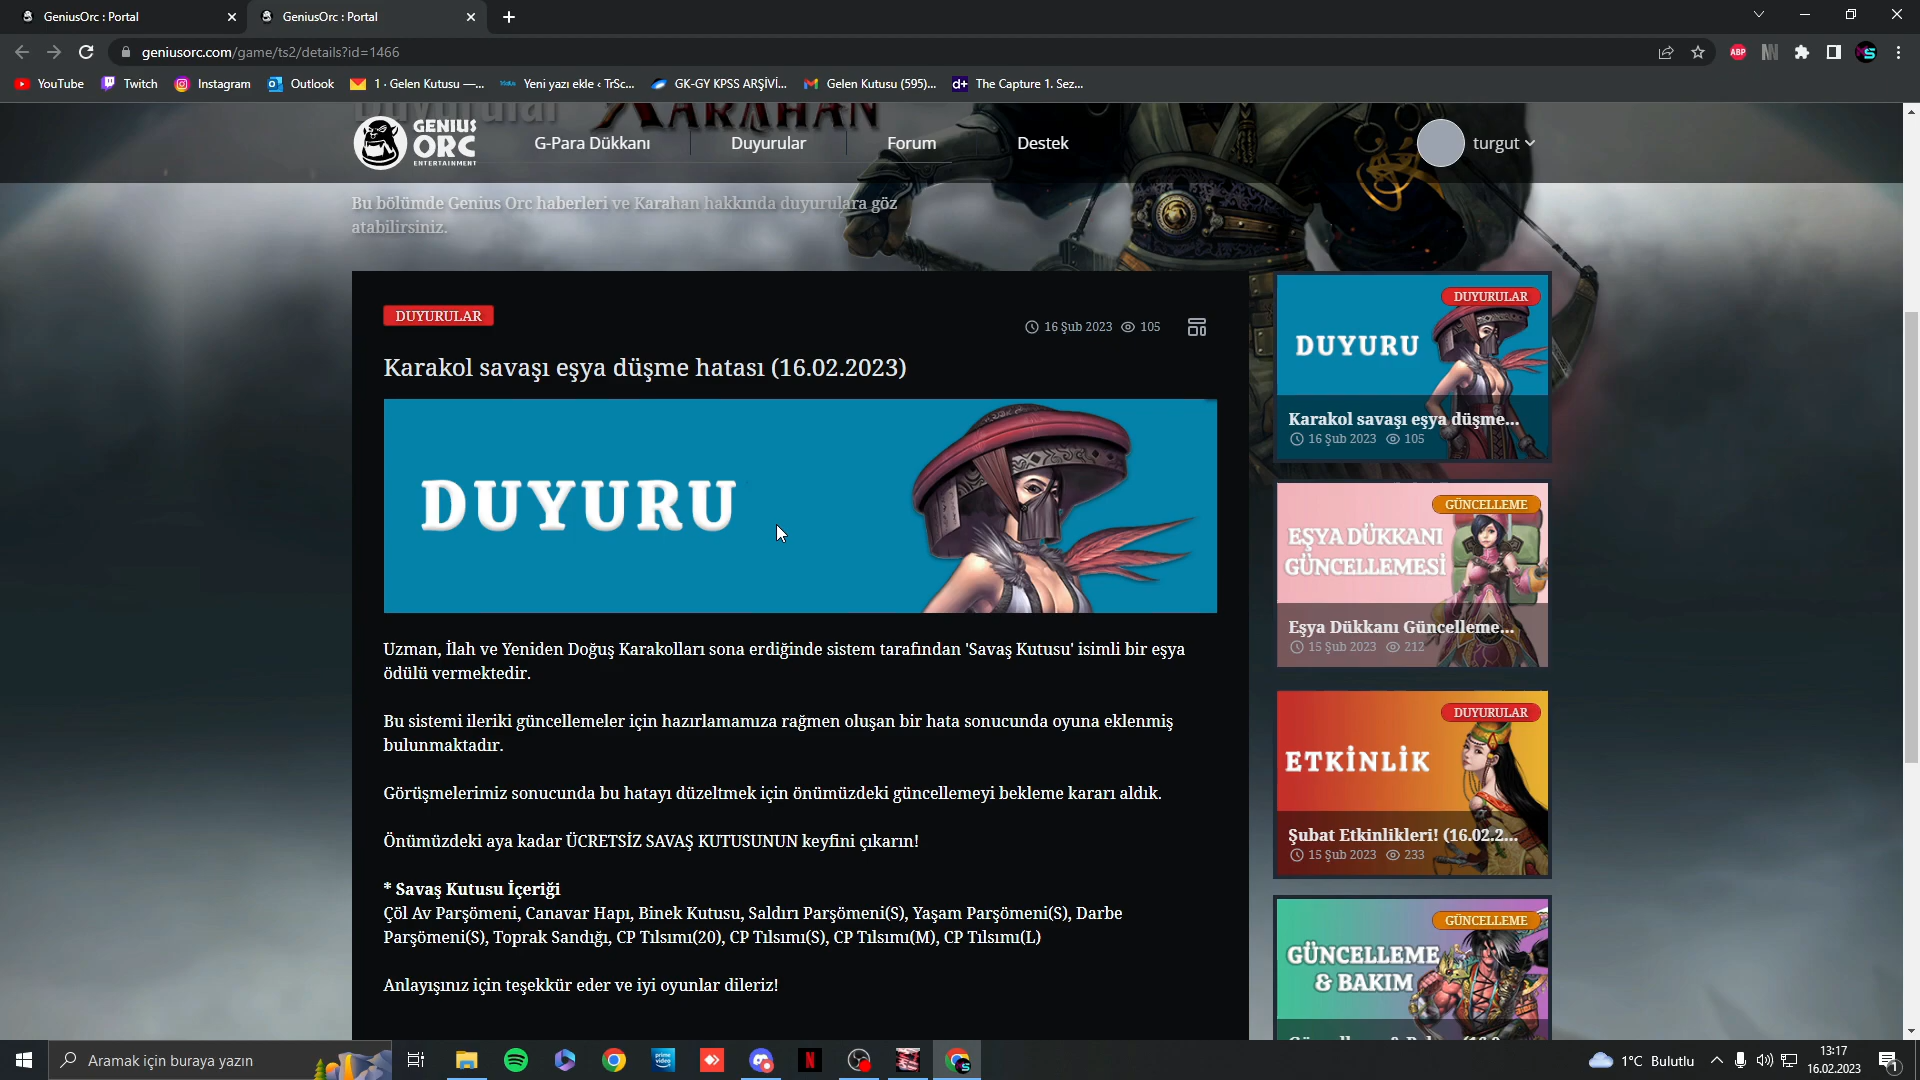 GeniusOrc : Portal
GeniusOrc : Portal
geniusorc.com/game/ts2/details?id=1466
ABP
YouTube
Twitch
Instagram
Outlook
1 - Gelen Kutusu —...
Yeni yazı ekle ‹ TrSc...
GK-GY KPSS ARŞİVİ...
Gelen Kutusu (595)...
d+ The Capture 1. Sez...
Duyurular
KARAHAN
GENIUS
ORC
ENTERTAINMENT
G-Para Dükkanı
Duyurular
Forum
Destek
turgut
Bu bölümde Genius Orc haberleri ve Karahan hakkında duyurulara göz
atabilirsiniz.
DUYURULAR
16 Şub 2023 105
Karakol savaşı eşya düşme hatası (16.02.2023)
DUYURU
Uzman, İlah ve Yeniden Doğuş Karakolları sona erdiğinde sistem tarafından 'Savaş Kutusu' isimli bir eşya
ödülü vermektedir.
Bu sistemi ileriki güncellemeler için hazırlamamıza rağmen oluşan bir hata sonucunda oyuna eklenmiş
bulunmaktadır.
Görüşmelerimiz sonucunda bu hatayı düzeltmek için önümüzdeki güncellemeyi bekleme kararı aldık.
Önümüzdeki aya kadar ÜCRETSİZ SAVAŞ KUTUSUNUN keyfini çıkarın!
* Savaş Kutusu İçeriği
Çöl Av Parşömeni, Canavar Hapı, Binek Kutusu, Saldırı Parşömeni(S), Yaşam Parşömeni(S), Darbe
Parşömeni(S), Toprak Sandığı, CP Tılsımı(20), CP Tılsımı(S), CP Tılsımı(M), CP Tılsımı(L)
Anlayışınız için teşekkür eder ve iyi oyunlar dileriz!
DUYURULAR
DUYURU
Karakol savaşı eşya düşme...
16 Şub 2023 105
GÜNCELLEME
EŞYA DÜKKANI
GÜNCELLEMESİ
Eşya Dükkanı Güncelleme...
15 Şub 2023 212
DUYURULAR
ETKİNLİK
Şubat Etkinlikleri! (16.02.2...
15 Şub 2023 233
GÜNCELLEME
GÜNCELLEME
& BAKIM
Aramak için buraya yazın
prime video
1°C Bulutlu
13:17
16.02.2023
1